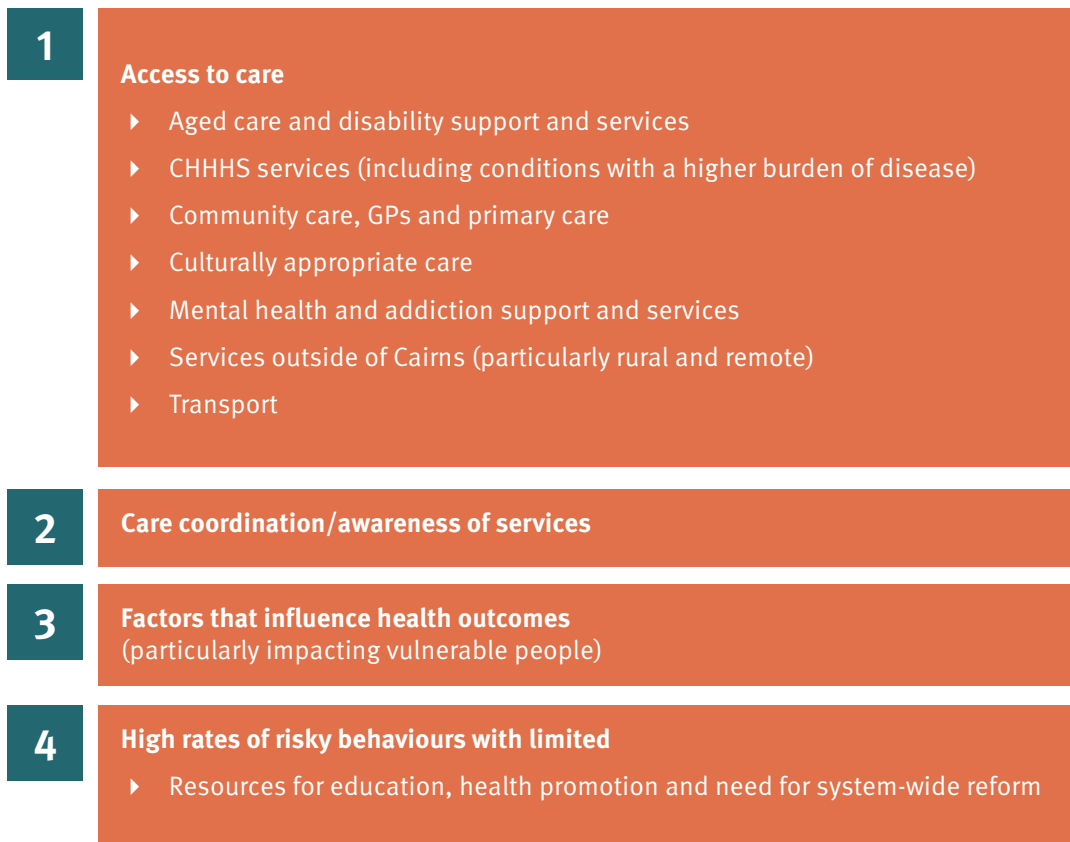 1
Access to care
Aged care and disability support and services
CHHHS services (including conditions with a higher burden of disease)
Community care, GPs and primary care
Culturally appropriate care
Mental health and addiction support and services
Services outside of Cairns (particularly rural and remote)
Transport
2
Care coordination/awareness of services
3
Factors that influence health outcomes
(particularly impacting vulnerable people)
4
High rates of risky behaviours with limited
Resources for education, health promotion and need for system-wide reform